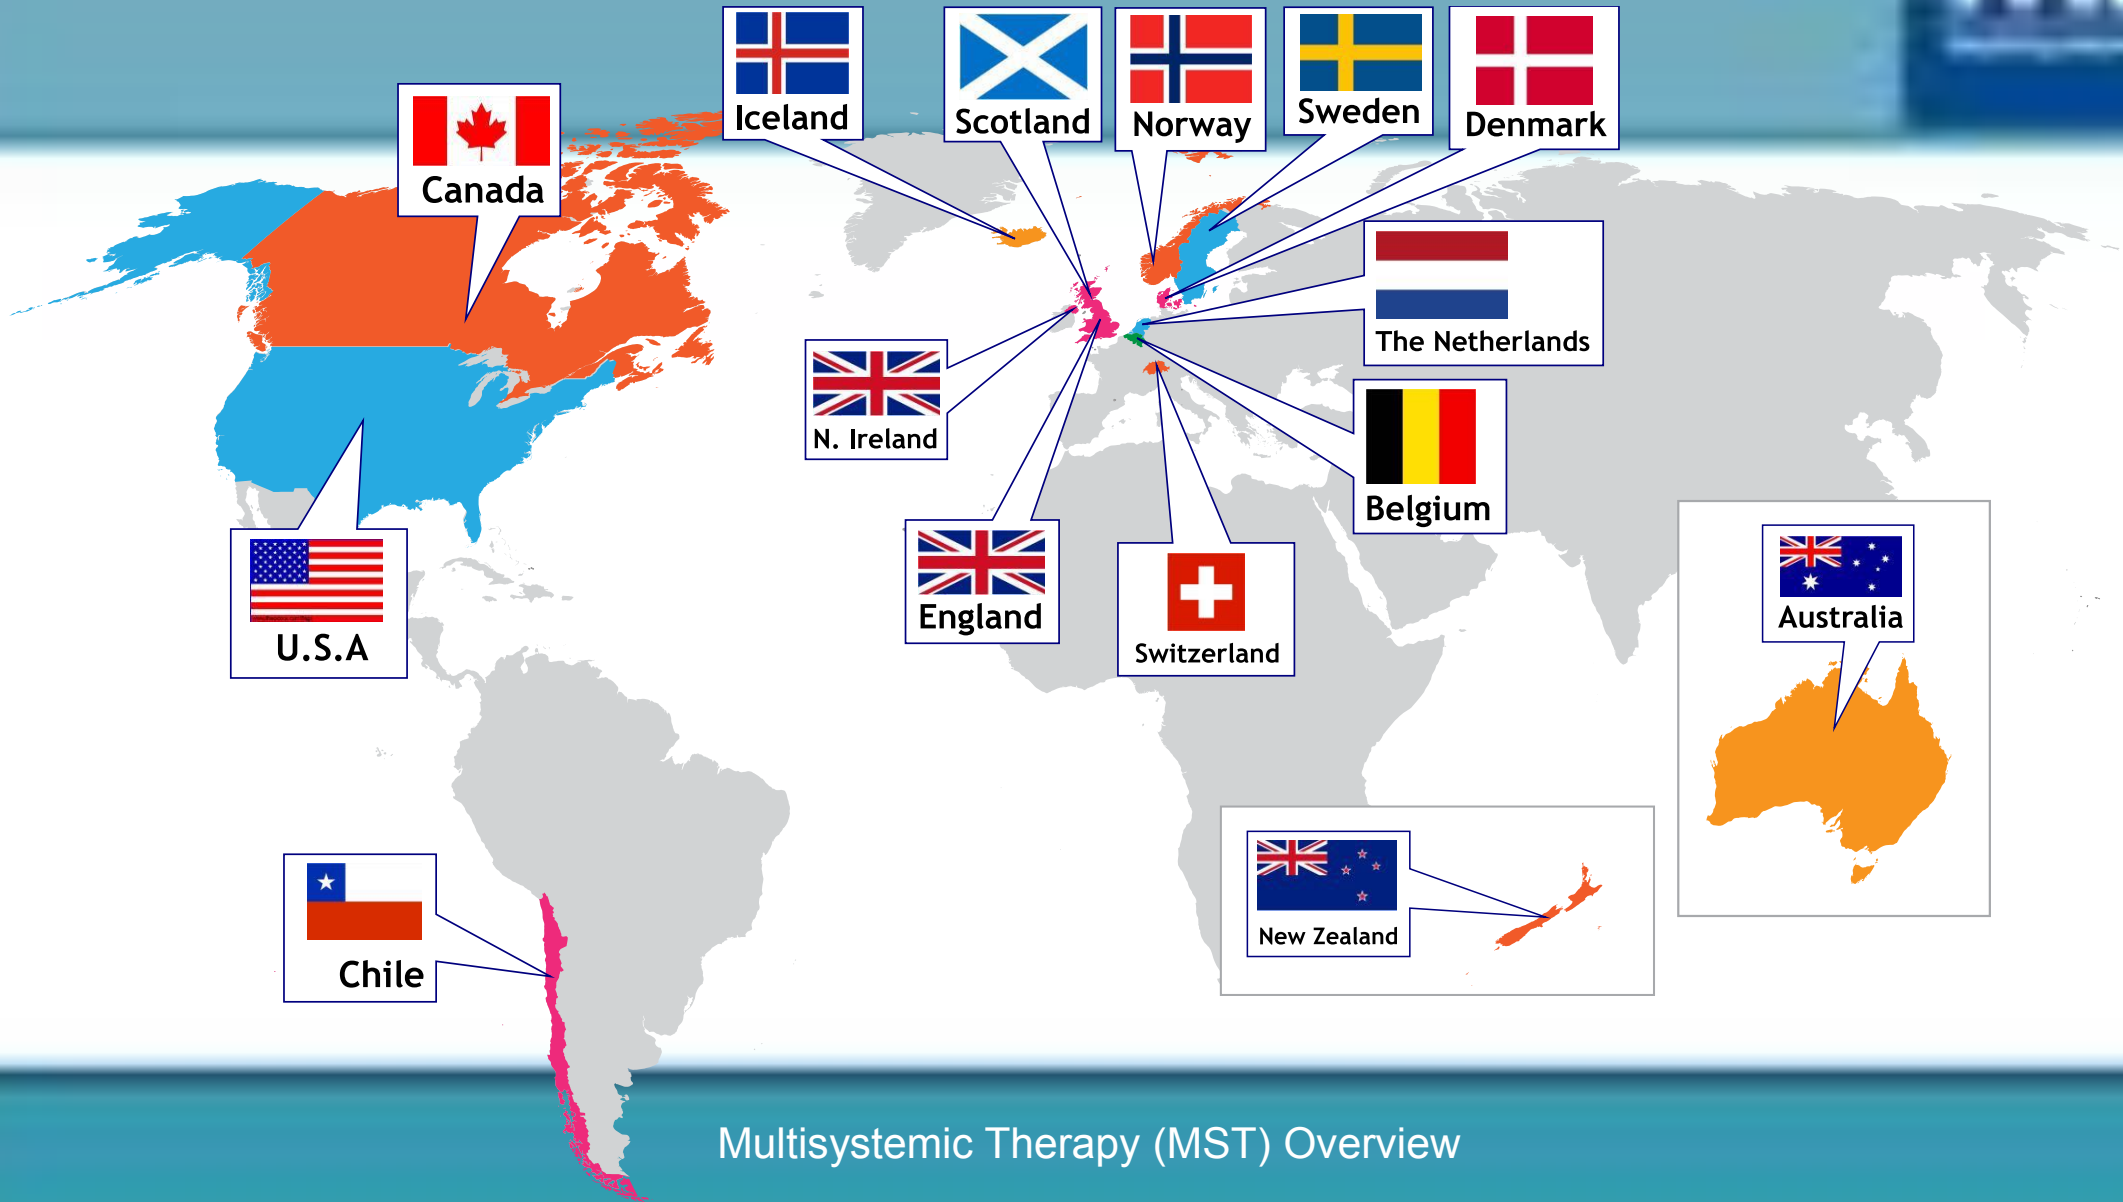 Iceland
Scotland
Norway
Sweden
Denmark
Canada
The Netherlands
N. Ireland
Belgium
England
Switzerland
U.S.A
Australia
New Zealand
Chile
Multisystemic Therapy (MST) Overview